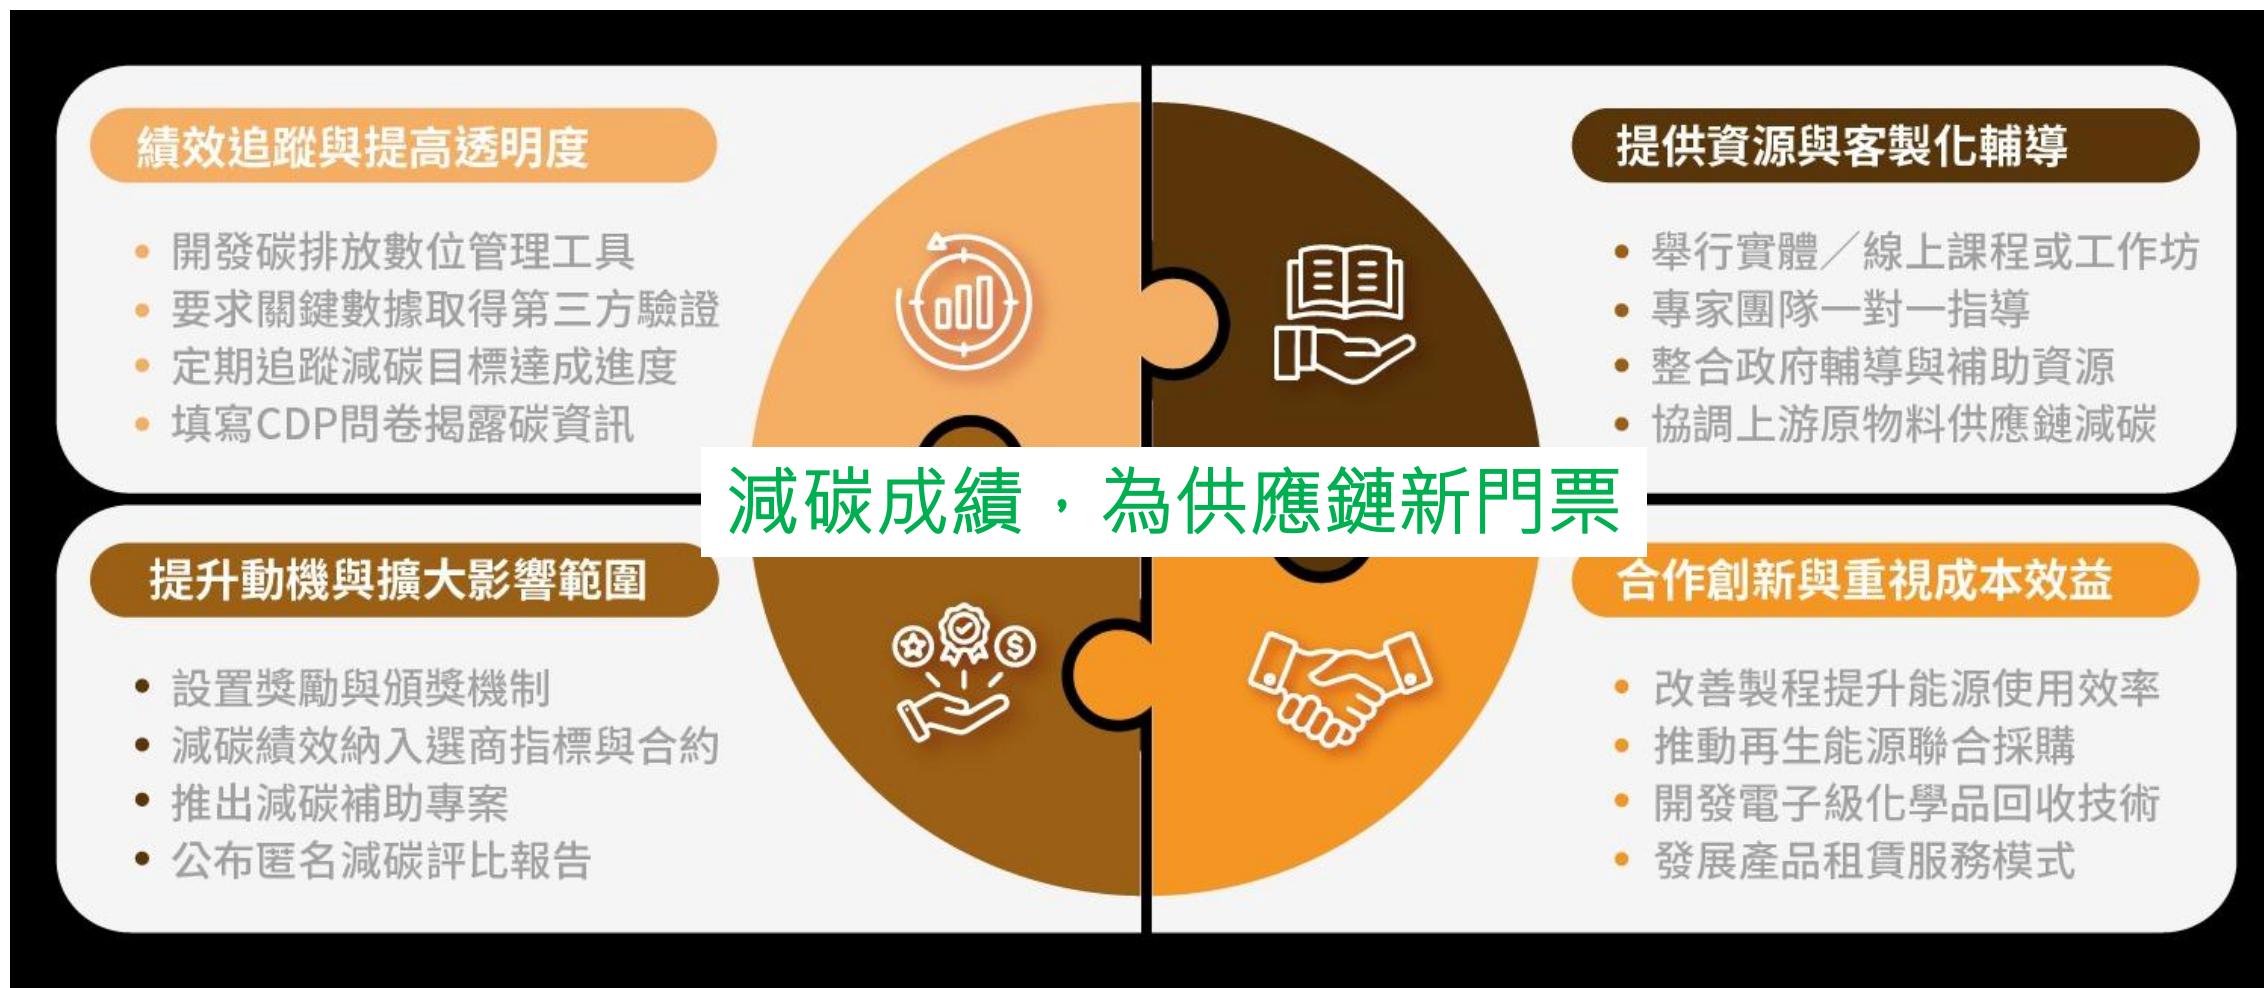 績效追蹤與提高透明度
開發碳排放數位管理工具
要求關鍵數據取得第三方驗證
定期追蹤減碳目標達成進度
填寫CDP問卷揭露碳資訊
提供資源與客製化輔導
舉行實體／線上課程或工作坊
專家團隊一對一指導
整合政府輔導與補助資源
協調上游原物料供應鏈減碳
減碳成績，為供應鏈新門票
提升動機與擴大影響範圍
設置獎勵與頒獎機制
減碳績效納入選商指標與合約
推出減碳補助專案
公布匿名減碳評比報告
合作創新與重視成本效益
改善製程提升能源使用效率
推動再生能源聯合採購
開發電子級化學品回收技術
發展產品租賃服務模式